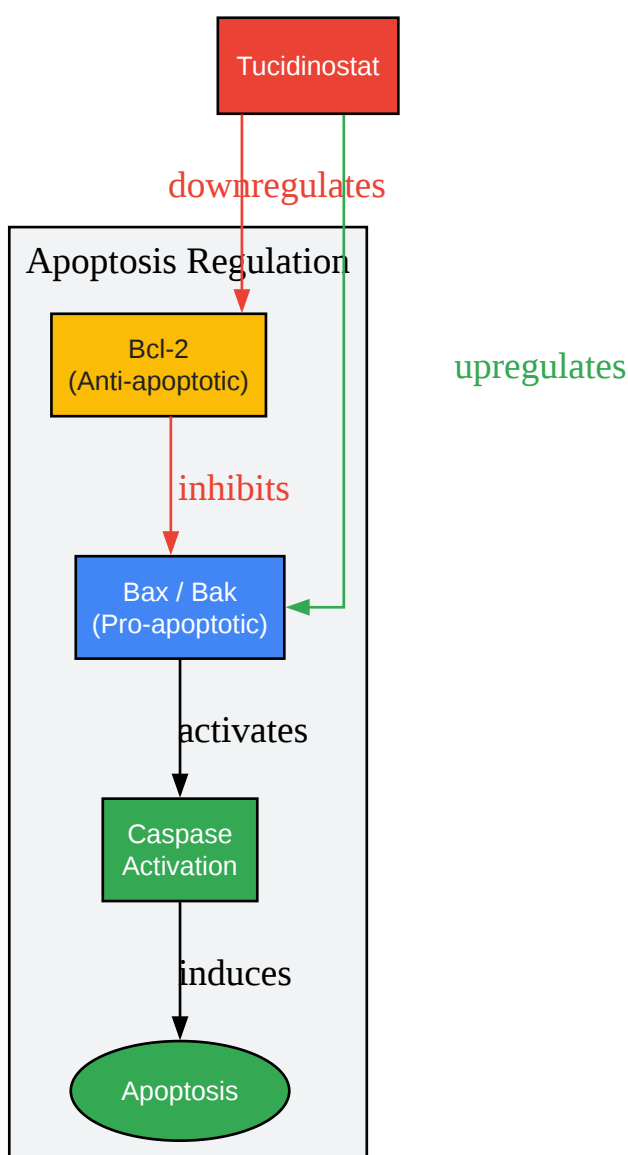 Tucidinostat
downregulates
Apoptosis Regulation
Bcl-2
(Anti-apoptotic)
upregulates
inhibits
Bax / Bak
(Pro-apoptotic)
activates
Caspase
Activation
induces
Apoptosis